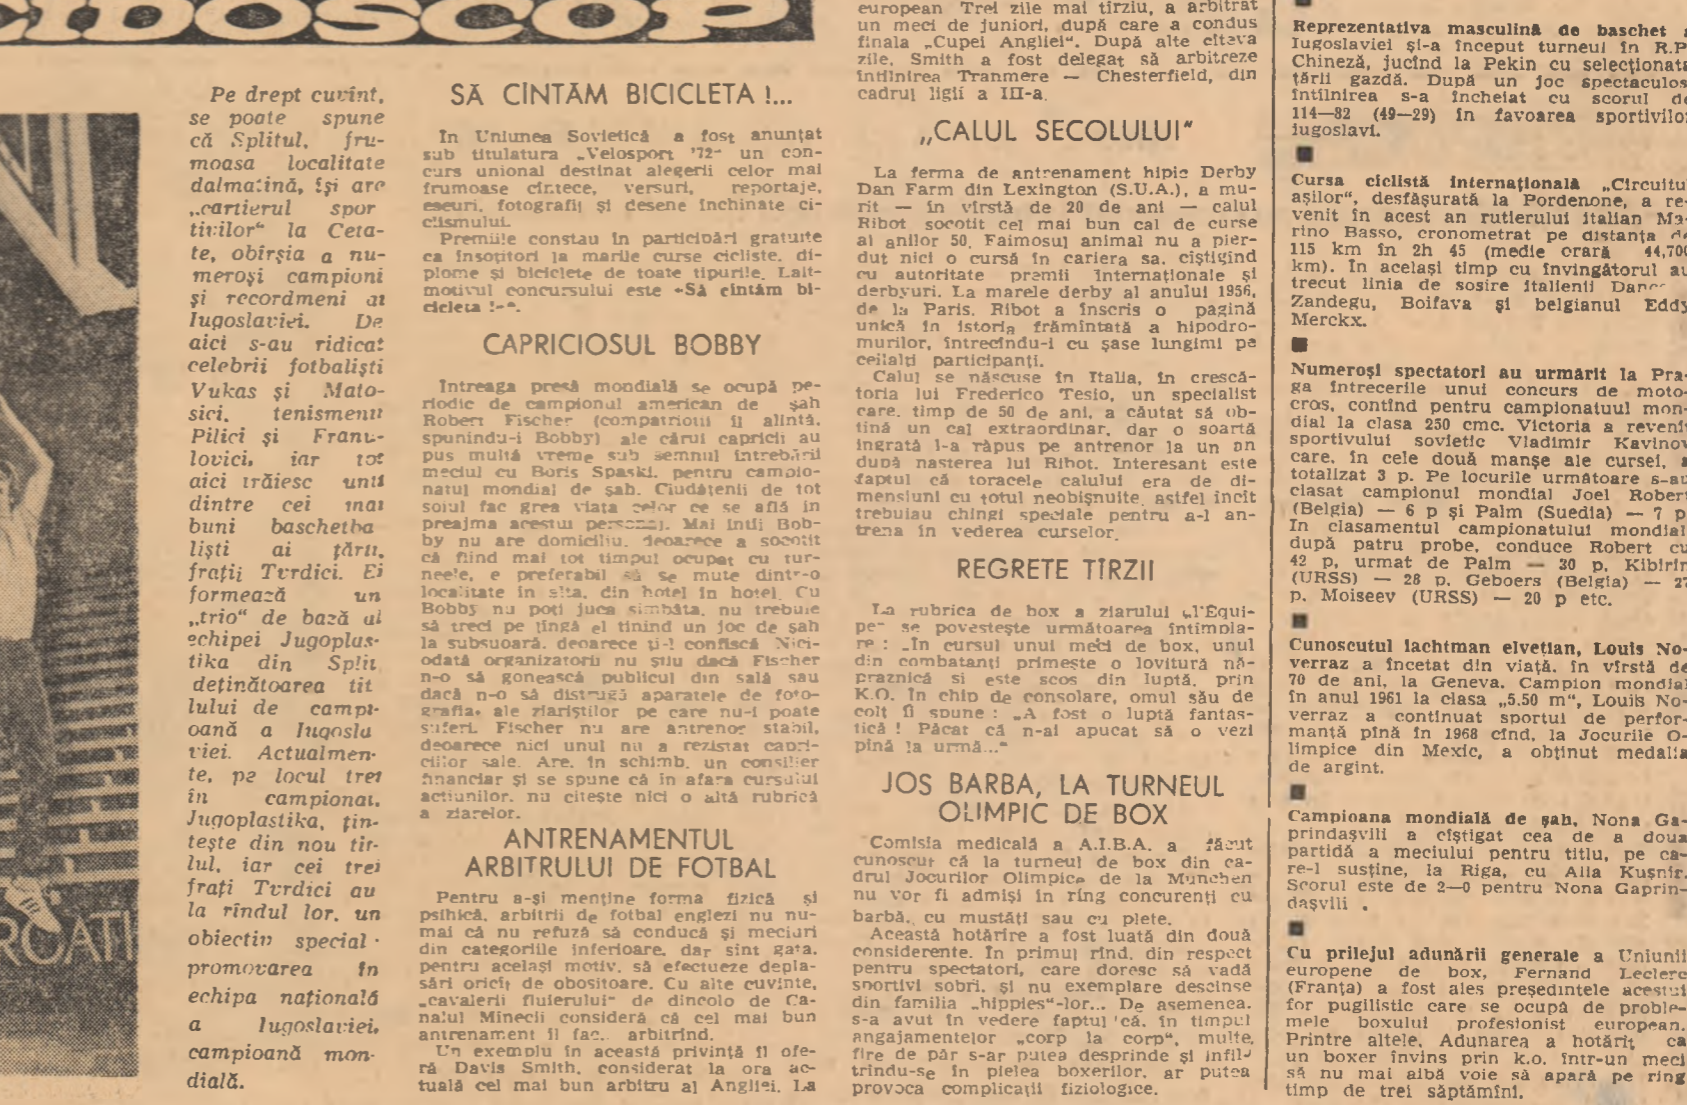 CIDOSCOP
Pe drept cuvînt,
se poate spune
că Splitul, fru-
moasa localitate
dalmatină, își are
„cartierul spor
tivilor“ la Ceta-
te, obîrșia a nu-
meroși campioni
și recordmeni ai
Iugoslaviei. De
aici s-au ridicat
celebrii fotbaliști
Vukas și Mato-
sici, tenismenii
Pilici și Franu-
lovici, iar tot
aici trăiesc unii
dintre cei mai
buni baschetba
liști ai țării,
frații Tvrdici. Ei
formează un
„trio“ de bază al
echipei Jugoplas-
tika din Split,
deținătoarea tit
lului de campi-
oană a Iugosla
viei. Actualmen-
te, pe locul trei
în campionat,
Jugoplastika, țin-
tește din nou tit-
lul, iar cei trei
frați Tvrdici au
la rîndul lor, un
obiectiv special
promovarea în
echipa națională
a Iugoslaviei,
campioană mon-
dială.
ROATI
SĂ CÎNTĂM BICICLETA !...
În Uniunea Sovietică a fost anunțat
sub titulatura „Velosport '72“ un con-
curs unional destinat alegerii celor mai
frumoase cîntece, versuri, reportaje,
eseuri, fotografii și desene închinate ci-
clismului.
Premiile constau în participări gratuite
ca însoțitori la marile curse cicliste, di-
plome și biciclete de toate tipurile. Lait-
motivul concursului este «Să cîntăm bi-
cicleta !-“.
CAPRICIOSUL BOBBY
Întreaga presă mondială se ocupă pe-
riodic de campionul american de șah
Robert Fischer (compatrioții îl alintă,
spunîndu-i Bobby) ale cărui capricii au
pus multă vreme sub semnul întrebării
meciul cu Boris Spaski, pentru campio-
natul mondial de șah. Ciudățenii de tot
soiul fac grea viața celor ce se află în
preajma acestui personaj. Mai întîi Bob-
by nu are domiciliu, deoarece a socotit
că fiind mai tot timpul ocupat cu tur-
neele, e preferabil să se mute dintr-o
localitate în alta, din hotel în hotel. Cu
Bobby nu poți juca sîmbăta, nu trebuie
să treci pe lîngă el ținînd un joc de șah
la subsuoară, deoarece ți-l confiscă Nici-
odată organizatorii nu știu dacă Fischer
n-o să gonească publicul din sală sau
dacă n-o să distrugă aparatele de foto-
grafiat ale ziariștilor pe care nu-i poate
suferi. Fischer nu are antrenor stabil,
deoarece nici unul nu a rezistat capri-
ciilor sale. Are, în schimb, un consilier
financiar și se spune că în afara cursului
acțiunilor, nu citește nici o altă rubrică
a ziarelor.
ANTRENAMENTUL
ARBITRULUI DE FOTBAL
Pentru a-și menține forma fizică și
psihică, arbitrii de fotbal englezi nu nu-
mai că nu refuză să conducă și meciuri
din categoriile inferioare, dar sînt gata,
pentru același motiv, să efectueze depla-
sări oricît de obositoare. Cu alte cuvinte,
„cavalerii fluierului“ de dincolo de Ca-
nalul Mînecii consideră că cel mai bun
antrenament îl fac.. arbitrînd.
Un exemplu în această privință îl ofe-
ră Davis Smith, considerat la ora ac-
tuală cel mai bun arbitru al Angliei. La
european Trei zile mai tîrziu, a arbitrat
un meci de juniori, după care a condus
finala „Cupei Angliei“. După alte cîteva
zile, Smith a fost delegat să arbitreze
întîlnirea Tranmere — Chesterfield, din
cadrul ligii a III-a.
„CALUL SECOLULUI“
La ferma de antrenament hipic Derby
Dan Farm din Lexington (S.U.A.), a mu-
rit — în vîrstă de 20 de ani — calul
Ribot socotit cel mai bun cal de curse
al anilor 50. Faimosul animal nu a pier-
dut nici o cursă în cariera sa, cîștigînd
cu autoritate premii internaționale și
derbyuri. La marele derby al anului 1956,
de la Paris, Ribot a înscris o pagină
unică în istoria frămîntată a hipodro-
murilor, întrecîndu-i cu șase lungimi pe
ceilalți participanți.
Calul se născuse în Italia, în crescă-
toria lui Frederico Tesio, un specialist
care, timp de 50 de ani, a căutat să ob-
țină un cal extraordinar, dar o soartă
ingrată l-a răpus pe antrenor la un an
după nașterea lui Ribot. Interesant este
faptul că toracele calului era de di-
mensiuni cu totul neobișnuite, astfel încît
trebuiau chingi speciale pentru a-l an-
trena în vederea curselor.
REGRETE TÎRZII
La rubrica de box a ziarului „l'Equi-
pe“ se povestește următoarea întîmpla-
re : „În cursul unui meci de box, unul
din combatanți primește o lovitură nă-
praznică și este scos din luptă, prin
K.O. În chip de consolare, omul său de
colț îi spune : „A fost o luptă fantas-
tică ! Păcat că n-ai apucat să o vezi
pînă la urmă...“
JOS BARBA, LA TURNEUL
OLIMPIC DE BOX
Comisia medicală a A.I.B.A. a făcut
cunoscut că la turneul de box din ca-
drul Jocurilor Olimpice de la Munchen
nu vor fi admiși în ring concurenți cu
barbă, cu mustăți sau cu plete.
Această hotărîre a fost luată din două
considerente. În primul rînd, din respect
pentru spectatori, care doresc să vadă
sportivi sobri, și nu exemplare descinse
din familia „hippies“-lor... De asemenea,
s-a avut în vedere faptul că, în timpul
angajamentelor „corp la corp“, multe,
fire de păr s-ar putea desprinde și infil-
trîndu-se în pielea boxerilor, ar putea
provoca complicații fiziologice.
Reprezentativa masculină de baschet a
Iugoslaviei și-a început turneul în R.P.
Chineză, jucînd la Pekin cu selecționata
țării gazdă. După un joc spectaculos,
întîlnirea s-a încheiat cu scorul de
114—82 (49—29) în favoarea sportivilor
iugoslavi.
Cursa ciclistă internațională „Circuitul
așilor“, desfășurată la Pordenone, a re-
venit în acest an rutierului italian Ma-
rino Basso, cronometrat pe distanța de
115 km în 2h 45 (medie orară 44,700
km). În același timp cu învingătorul au
trecut linia de sosire italienii
Zandegu, Boifava și belgianul Eddy
Merckx.
Numeroși spectatori au urmărit la Pra-
ga întrecerile unui concurs de moto-
cros, contînd pentru campionatuul mon-
dial la clasa 250 cmc. Victoria a revenit
sportivului sovietic Vladimir Kavinov
care, în cele două manșe ale cursei, a
totalizat 3 p. Pe locurile următoare s-au
clasat campionul mondial Joel Robert
(Belgia) — 6 p și Palm (Suedia) — 7 p.
În clasamentul campionatului mondial
după patru probe, conduce Robert cu
42 p, urmat de Palm — 30 p, Kibirin
(URSS) — 28 p, Geboers (Belgia) — 27
p. Moiseev (URSS) — 20 p etc.
Cunoscutul iachtman elvețian, Louis No-
verraz a încetat din viață, în vîrstă de
70 de ani, la Geneva. Campion mondial
în anul 1961 la clasa „5.50 m“, Louis No-
verraz a continuat sportul de perfor-
manță pînă în 1968 cînd, la Jocurile O-
limpice din Mexic, a obținut medalia
de argint.
Campioana mondială de șah, Nona Ga-
prindașvili a cîștigat cea de a doua
partidă a meciului pentru titlu, pe ca-
re-l susține, la Riga, cu Alla Kușnir.
Scorul este de 2—0 pentru Nona Gaprin-
dașvili .
Cu prilejul adunării generale a Uniunii
europene de box, Fernand Leclerc
(Franța) a fost ales președintele acestui
for pugilistic care se ocupă de proble-
mele boxului profesionist european.
Printre altele, Adunarea a hotărît ca
un boxer învins prin k.o. într-un meci
să nu mai aibă voie să apară pe ring
timp de trei săptămîni.